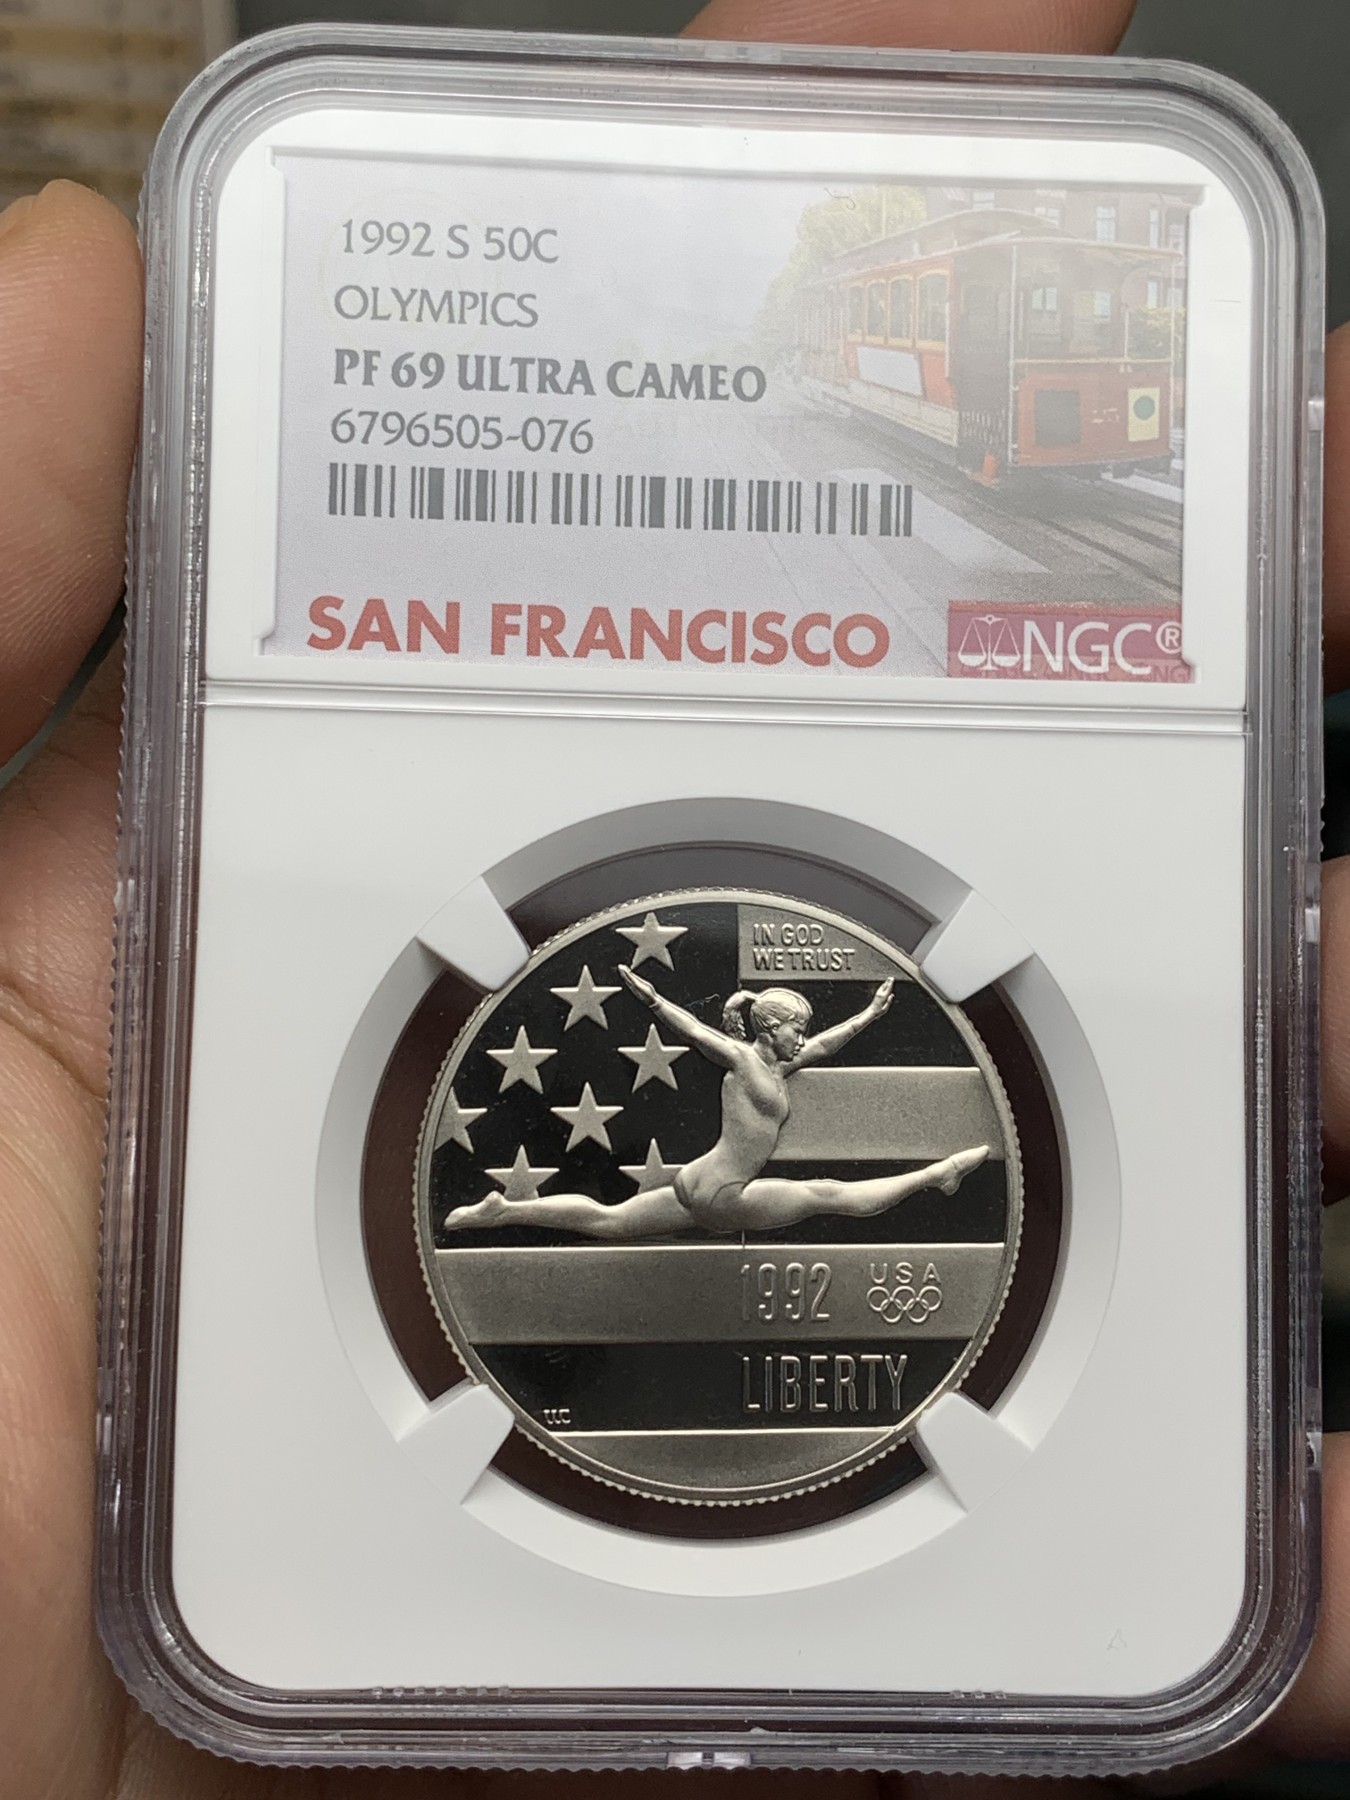 1992 S 50C
OLYMPICS
PF 69 ULTRA CAMEO
6796505-076
SAN FRANCISCO
NGC®
IN GOD
WE TRUST
1992
USA
LIBERTY